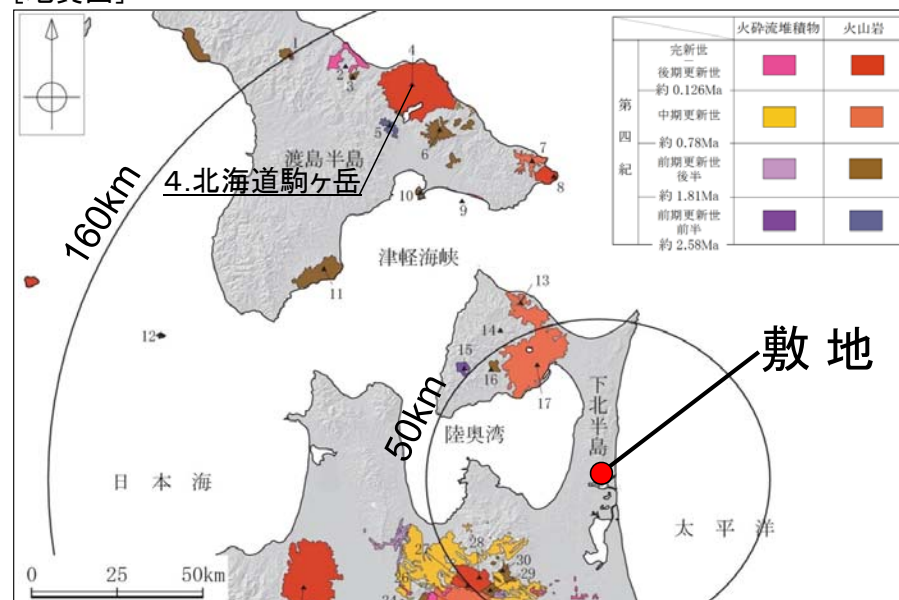 火砕流堆積物 火山岩
第四紀
完新世
|
後期更新世
約 0.126Ma
中期更新世
約 0.78Ma
前期更新世
後半
約 1.81Ma
前期更新世
前半
約 2.58Ma
1
2
3
4
5
6
7
8
9
10
渡島半島
4.北海道駒ヶ岳
160km
津軽海峡
11
12
13
14
15
16
17
敷 地
50km
下北半島
陸奥湾
日 本 海
太 平 洋
27
28
30
29
0 25 50km